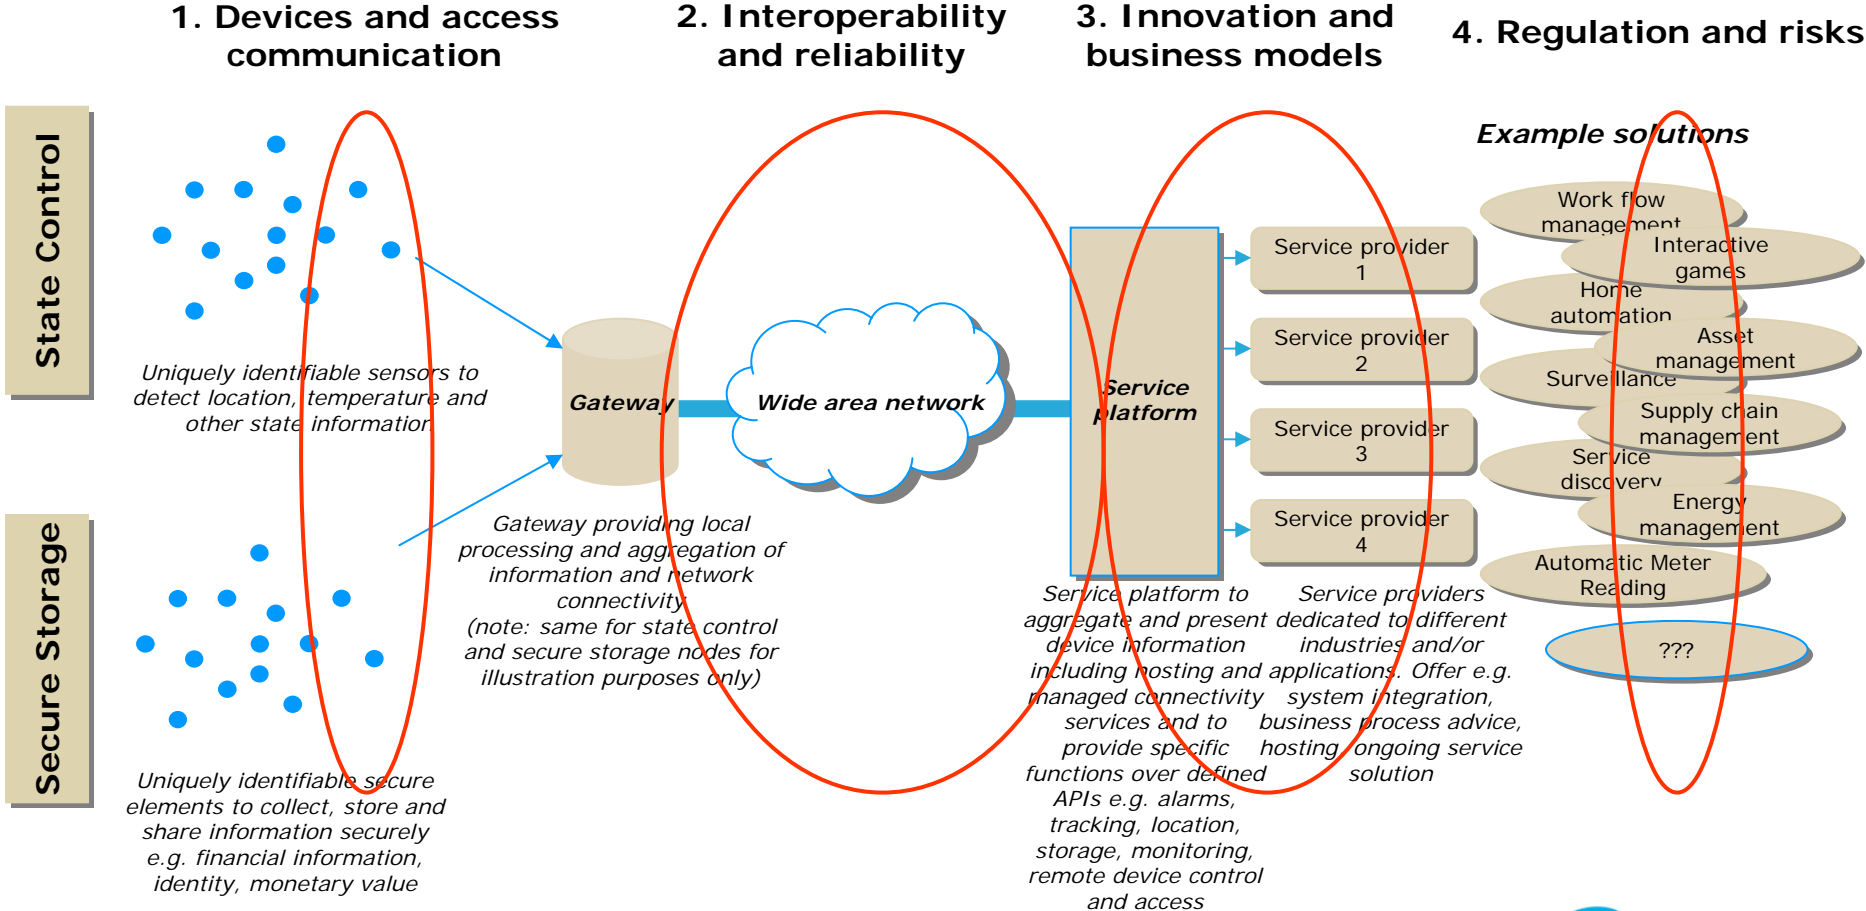 1. Devices and access
communication
2. Interoperability
and reliability
3. Innovation and
business models
4. Regulation and risks
State Control
Secure Storage
Uniquely identifiable sensors to
detect location, temperature and
other state information.
Uniquely identifiable secure
elements to collect, store and
share information securely
e.g. financial information,
identity, monetary value
Gateway
Gateway providing local
processing and aggregation of
information and network
connectivity
(note: same for state control
and secure storage nodes for
illustration purposes only)
Wide area network
Service
platform
Service platform to
aggregate and present
device information
including hosting and
managed connectivity
services and to
provide specific
functions over defined
APIs e.g. alarms,
tracking, location,
storage, monitoring,
remote device control
and access
Service provider
1
Service provider
2
Service provider
3
Service provider
4
Service providers
dedicated to different
industries and/or
applications. Offer e.g.
system integration,
business process advice,
hosting, ongoing service
solution
Example solutions
Work flow
management
Interactive
games
Home
automation
Asset
management
Surveillance
Supply chain
management
Service
discovery
Energy
management
Automatic Meter
Reading
???